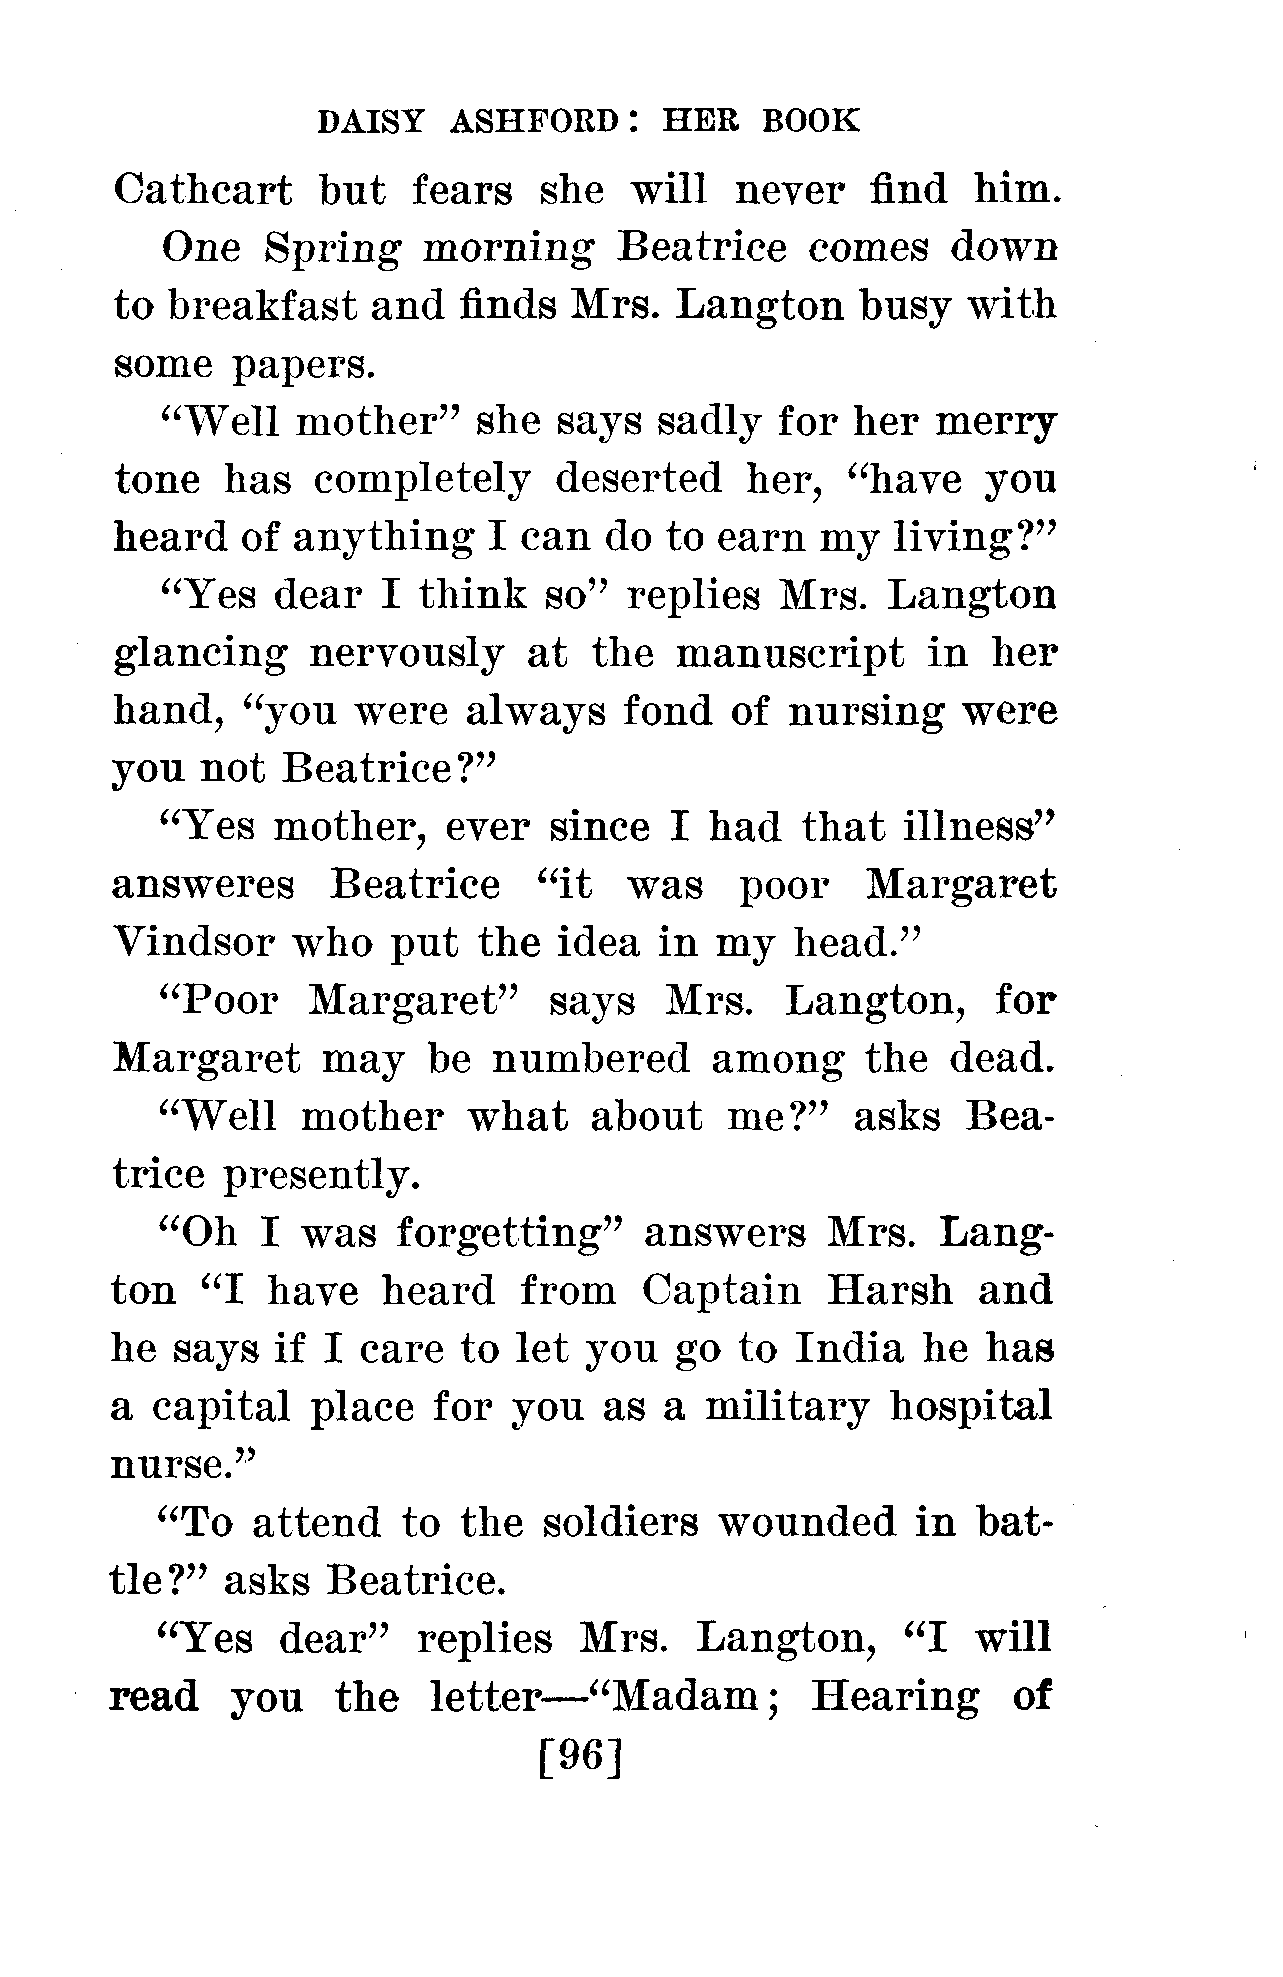 DAISY ASHFORD: HER BOOK
Cathcart but fears she will never find him.
One Spring morning Beatrice comes down
to breakfast and finds Mrs. Langton busy with
some papers.
“Well mother” she says sadly for her merry
tone has completely deserted her, “have you
heard of anything I can do to earn my living?”
“Yes dear I think so” replies Mrs. Langton
glancing nervously at the manuscript in her
hand, “you were always fond of nursing were
you not Beatrice?”
“Yes mother, ever since I had that illness”
answeres Beatrice “it was poor Margaret
Vindsor who put the idea in my head.”
“Poor Margaret” says Mrs. Langton, for
Margaret may be numbered among the dead.
“Well mother what about me?” asks Bea-
trice presently.
“Oh I was forgetting” answers Mrs. Lang-
ton “I have heard from Captain Harsh and
he says if I care to let you go to India he has
a capital place for you as a military hospital
nurse.”
“To attend to the soldiers wounded in bat-
tle?” asks Beatrice.
“Yes dear” replies Mrs. Langton, “I will
read you the letter—“Madam; Hearing of
[96]